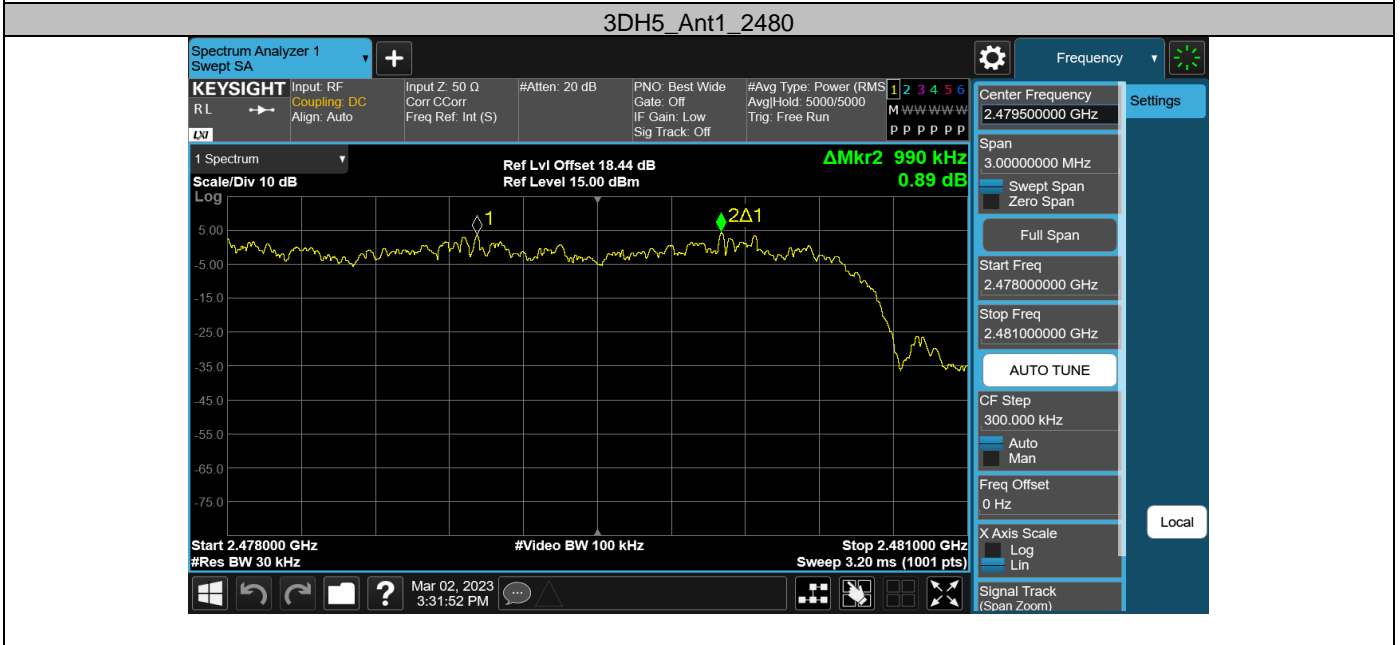 3DH5_Ant1_2480
Spectrum Analyzer 1
Swept SA
Frequency
KEYSIGHT
RL
LXI
Input: RF
Coupling: DC
Align: Auto
Input Z: 50 Ω
Corr CCorr
Freq Ref: Int (S)
#Atten: 20 dB
PNO: Best Wide
Gate: Off
IF Gain: Low
Sig Track: Off
#Avg Type: Power (RMS
Avg|Hold: 5000/5000
Trig: Free Run
1 2 3 4 5 6
M W W W W W
P P P P P P
1 Spectrum
Scale/Div 10 dB
Log
Ref Lvl Offset 18.44 dB
Ref Level 15.00 dBm
ΔMkr2 990 kHz
0.89 dB
1
2Δ1
5.00
-5.00
-15.0
-25.0
-35.0
-45.0
-55.0
-65.0
-75.0
Start 2.478000 GHz
#Res BW 30 kHz
#Video BW 100 kHz
Stop 2.481000 GHz
Sweep 3.20 ms (1001 pts)
Mar 02, 2023
3:31:52 PM
Center Frequency
2.479500000 GHz
Span
3.00000000 MHz
Swept Span
Zero Span
Full Span
Start Freq
2.478000000 GHz
Stop Freq
2.481000000 GHz
AUTO TUNE
CF Step
300.000 kHz
Auto
Man
Freq Offset
0 Hz
X Axis Scale
Log
Lin
Signal Track
(Span Zoom)
Settings
Local